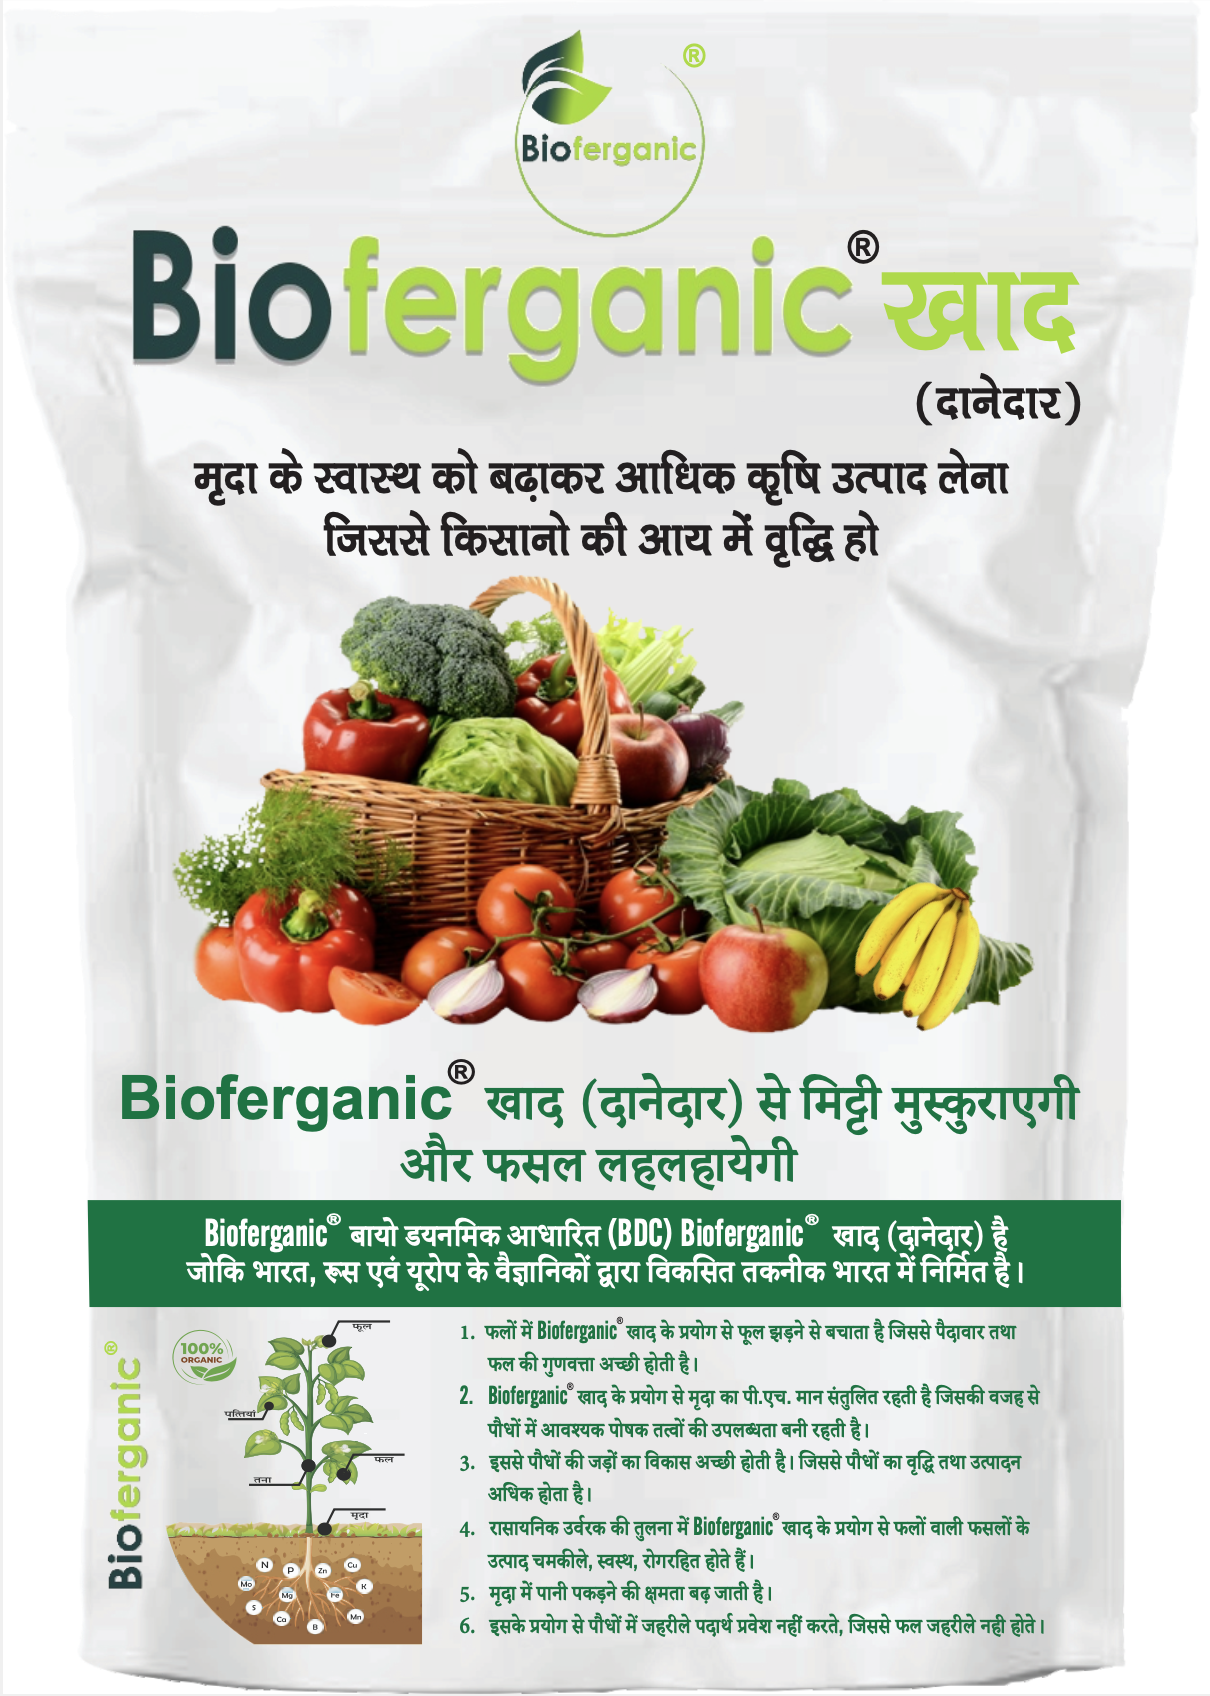 ®
Bioferganic
Bioferganic® खाद
(दानेदार)
मृदा के स्वास्थ को बढ़ाकर आधिक कृषि उत्पाद लेना
जिससे किसानो की आय में वृद्धि हो
Bioferganic® खाद (दानेदार) से मिट्टी मुस्कुराएगी
और फसल लहलहायेगी
Bioferganic® बायो डयनमिक आधारित (BDC) Bioferganic® खाद (दानेदार) है
जोकि भारत, रूस एवं यूरोप के वैज्ञानिकों द्वारा विकसित तकनीक भारत में निर्मित है।
Bioferganic®
100%
ORGANIC
फूल
पत्तियां
फल
तना
मृदा
N
P
Zn
Cu
Mo
Mg
Fe
K
S
Ca
B
Mn
1. फलों में Bioferganic® खाद के प्रयोग से फूल झड़ने से बचाता है जिससे पैदावार तथा
फल की गुणवत्ता अच्छी होती है।
2. Bioferganic® खाद के प्रयोग से मृदा का पी.एच. मान संतुलित रहती है जिसकी वजह से
पौधों में आवश्यक पोषक तत्वों की उपलब्धता बनी रहती है।
3. इससे पौधों की जड़ों का विकास अच्छी होती है। जिससे पौधों का वृद्धि तथा उत्पादन
अधिक होता है।
4. रासायनिक उर्वरक की तुलना में Bioferganic® खाद के प्रयोग से फलों वाली फसलों के
उत्पाद चमकीले, स्वस्थ, रोगरहित होते हैं।
5. मृदा में पानी पकड़ने की क्षमता बढ़ जाती है।
6. इसके प्रयोग से पौधों में जहरीले पदार्थ प्रवेश नहीं करते, जिससे फल जहरीले नही होते।